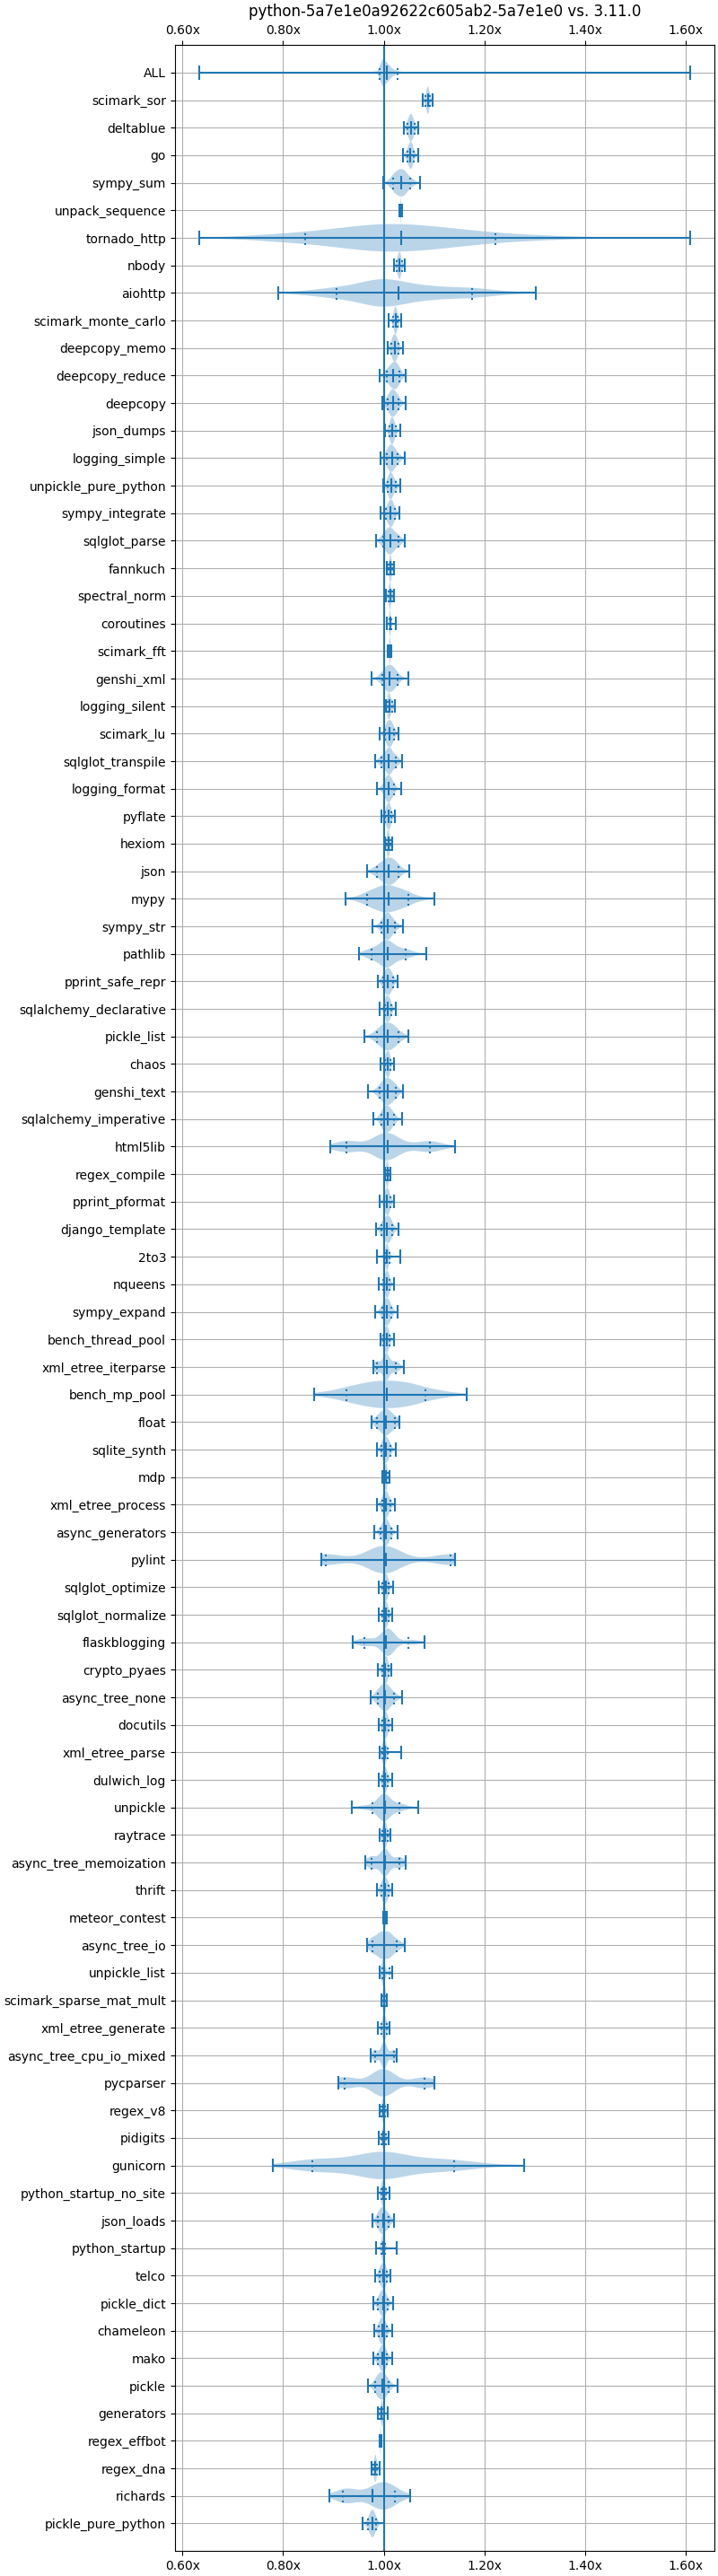 python-5a7e1e0a92622c605ab2-5a7e1e0 vs. 3.11.0
0.60x 0.80x 1.00x 1.20x 1.40x 1.60x
ALL
scimark_sor
deltablue
go
sympy_sum
unpack_sequence
tornado_http
nbody
aiohttp
scimark_monte_carlo
deepcopy_memo
deepcopy_reduce
deepcopy
json_dumps
logging_simple
unpickle_pure_python
sympy_integrate
sqlglot_parse
fannkuch
spectral_norm
coroutines
scimark_fft
genshi_xml
logging_silent
scimark_lu
sqlglot_transpile
logging_format
pyflate
hexiom
json
mypy
sympy_str
pathlib
pprint_safe_repr
sqlalchemy_declarative
pickle_list
chaos
genshi_text
sqlalchemy_imperative
html5lib
regex_compile
pprint_pformat
django_template
2to3
nqueens
sympy_expand
bench_thread_pool
xml_etree_iterparse
bench_mp_pool
float
sqlite_synth
mdp
xml_etree_process
async_generators
pylint
sqlglot_optimize
sqlglot_normalize
flaskblogging
crypto_pyaes
async_tree_none
docutils
xml_etree_parse
dulwich_log
unpickle
raytrace
async_tree_memoization
thrift
meteor_contest
async_tree_io
unpickle_list
scimark_sparse_mat_mult
xml_etree_generate
async_tree_cpu_io_mixed
pycparser
regex_v8
pidigits
gunicorn
python_startup_no_site
json_loads
python_startup
telco
pickle_dict
chameleon
mako
pickle
generators
regex_effbot
regex_dna
richards
pickle_pure_python
0.60x 0.80x 1.00x 1.20x 1.40x 1.60x